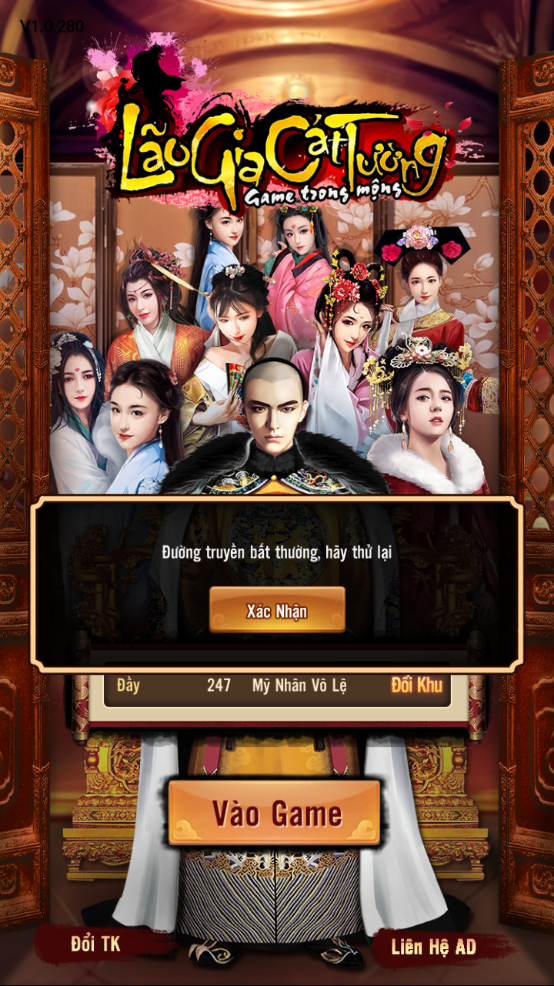 V1.0.280
Lão Gia Cát Tường
Game trong mộng
Đường truyền bất thường, hãy thử lại
Xác Nhận
Đầy 247 Mỹ Nhân Võ Lệ Đổi Khu
Vào Game
Đổi TK
Liên Hệ AD